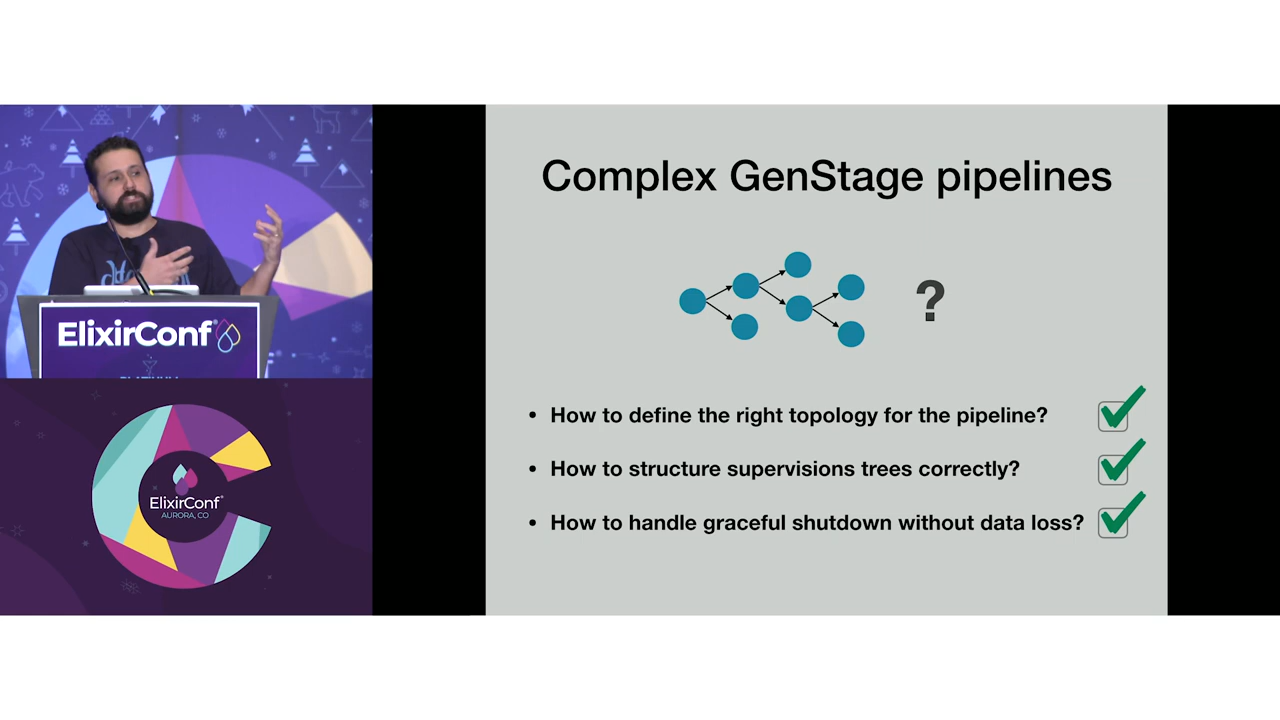 Complex GenStage pipelines
?
• How to define the right topology for the pipeline?
• How to structure supervisions trees correctly?
• How to handle graceful shutdown without data loss?
ElixirConf®
ElixirConf®
AURORA, CO